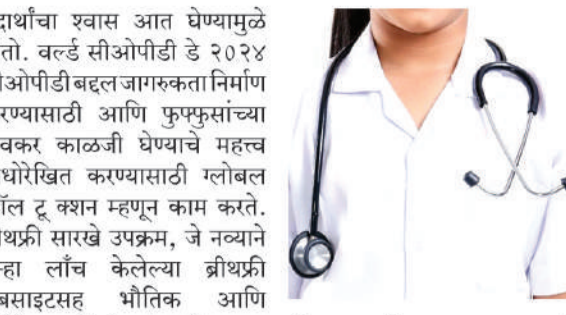 दार्थांचा श्वास आत घेण्यामुळे
तो. वर्ल्ड सीओपीडी डे २०२४
ीओपीडीबद्दल जागरुकता निर्माण
रण्यासाठी आणि फुफ्फुसांच्या
वकर काळजी घेण्याचे महत्त्व
धोरेखित करण्यासाठी ग्लोबल
ॉल टू क्शन म्हणून काम करते.
ीथफ्री सारखे उपक्रम, जे नव्याने
न्हा लाँच केलेल्या ब्रीथफ्री
बसाइटसह भौतिक आणि